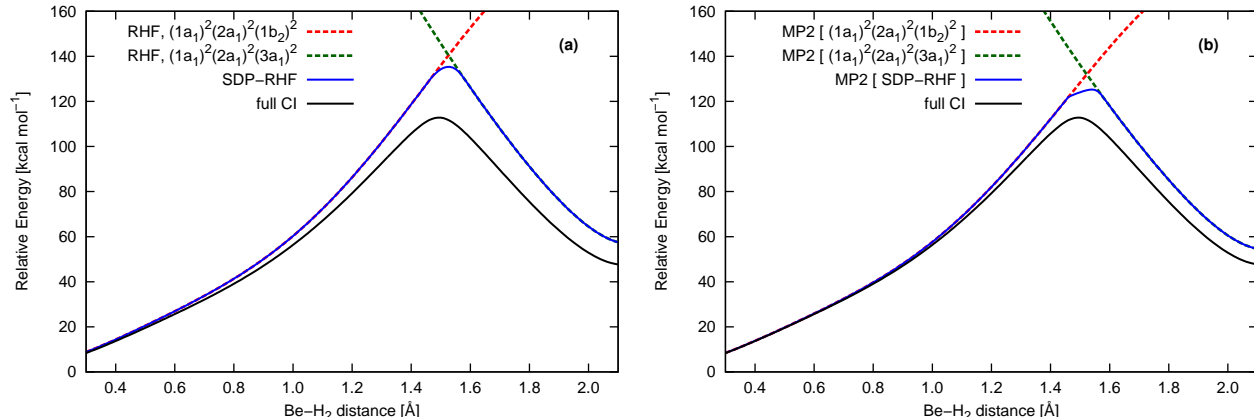 (a)
RHF, (1a₁)²(2a₁)²(1b₂)²
RHF, (1a₁)²(2a₁)²(3a₁)²
SDP−RHF
full CI
Relative Energy [kcal mol⁻¹]
160
140
120
100
80
60
40
20
0
0.4 0.6 0.8 1.0 1.2 1.4 1.6 1.8 2.0
Be−H₂ distance [Å]
(b)
MP2 [ (1a₁)²(2a₁)²(1b₂)² ]
MP2 [ (1a₁)²(2a₁)²(3a₁)² ]
MP2 [ SDP−RHF ]
full CI
Relative Energy [kcal mol⁻¹]
160
140
120
100
80
60
40
20
0
0.4 0.6 0.8 1.0 1.2 1.4 1.6 1.8 2.0
Be−H₂ distance [Å]